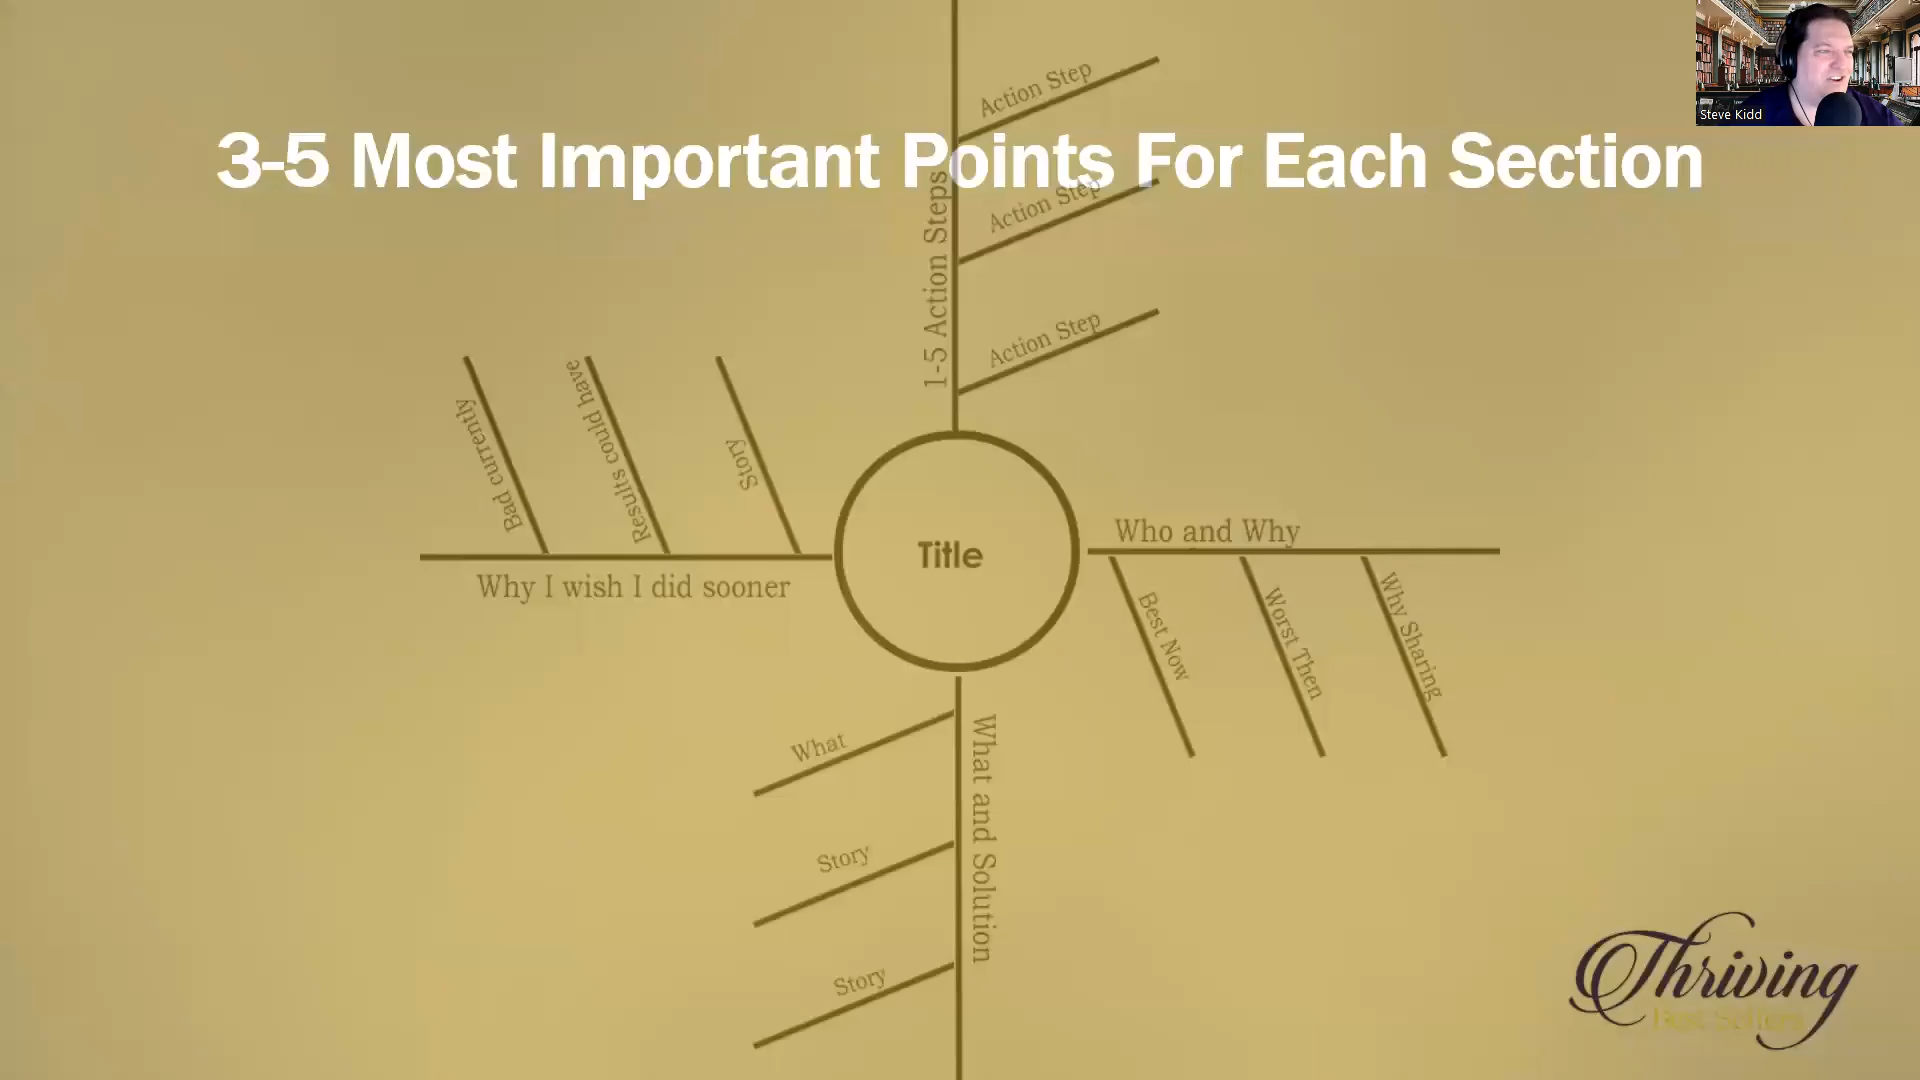 Steve Kidd
3-5 Most Important Points For Each Section
Action Step
Action Step
Action Step
1-5 Action Steps
Bad currently
Results could have
Story
Why I wish I did sooner
Title
Who and Why
Best Now
Worst Then
Why Sharing
What
Story
Story
What and Solution
Thriving
Best Sellers